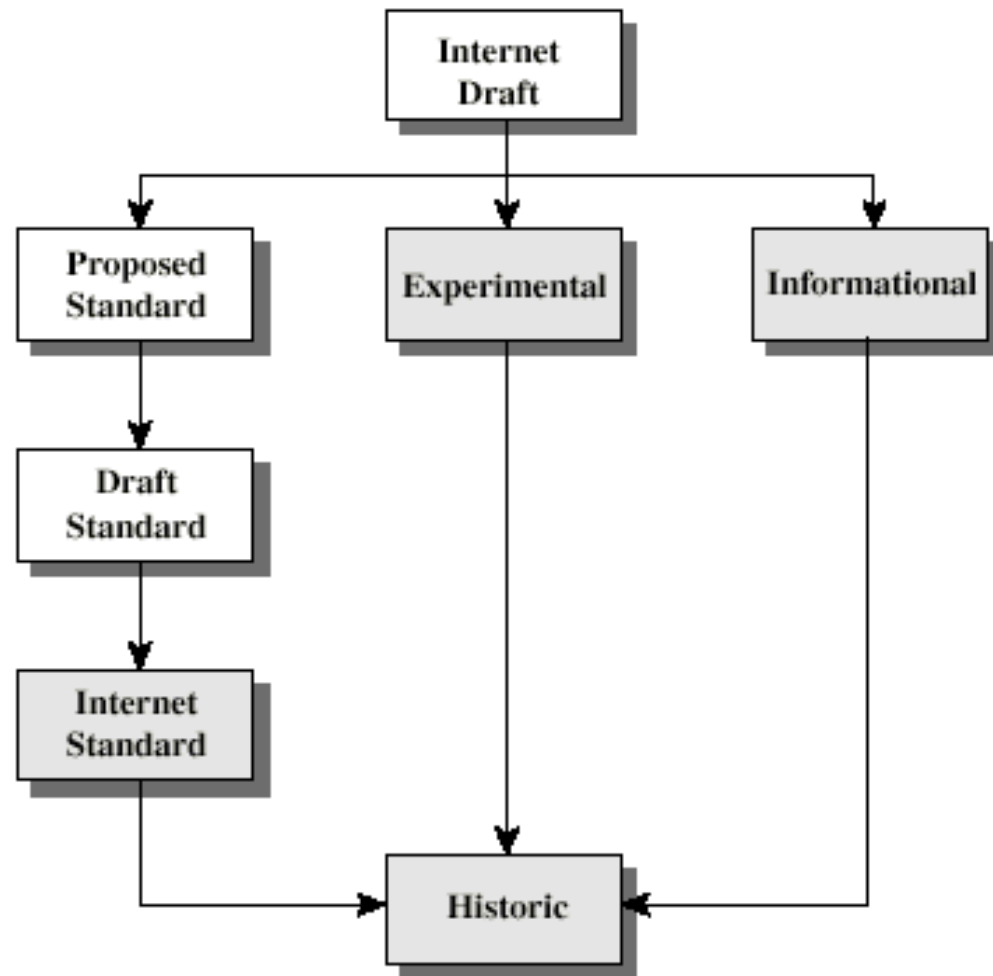 Internet
Draft
Proposed
Standard
Experimental
Informational
Draft
Standard
Internet
Standard
Historic